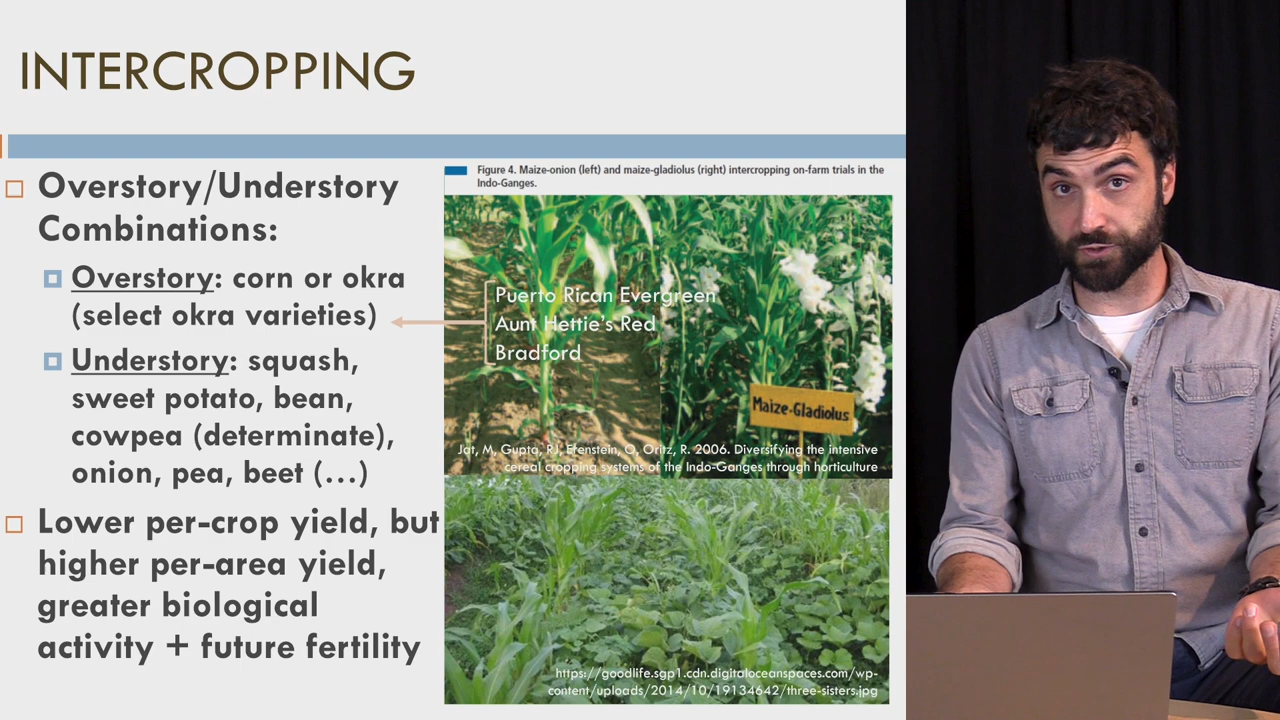 INTERCROPPING
Overstory/Understory
Combinations:
Overstory: corn or okra
(select okra varieties)
Understory: squash,
sweet potato, bean,
cowpea (determinate),
onion, pea, beet (…)
Lower per-crop yield, but
higher per-area yield,
greater biological
activity + future fertility
Figure 4. Maize-onion (left) and maize-gladiolus (right) intercropping on-farm trials in the
Indo-Ganges.
Puerto Rican Evergreen
Aunt Hettie's Red
Bradford
Maize-Gladiolus
Jat, M, Gupta, RJ, Efenstein, O, Oritz, R. 2006. Diversifying the intensive
cereal cropping systems of the Indo-Ganges through horticulture
https://goodlife.sgp1.cdn.digitaloceanspaces.com/wp-
content/uploads/2014/10/19134642/three-sisters.jpg